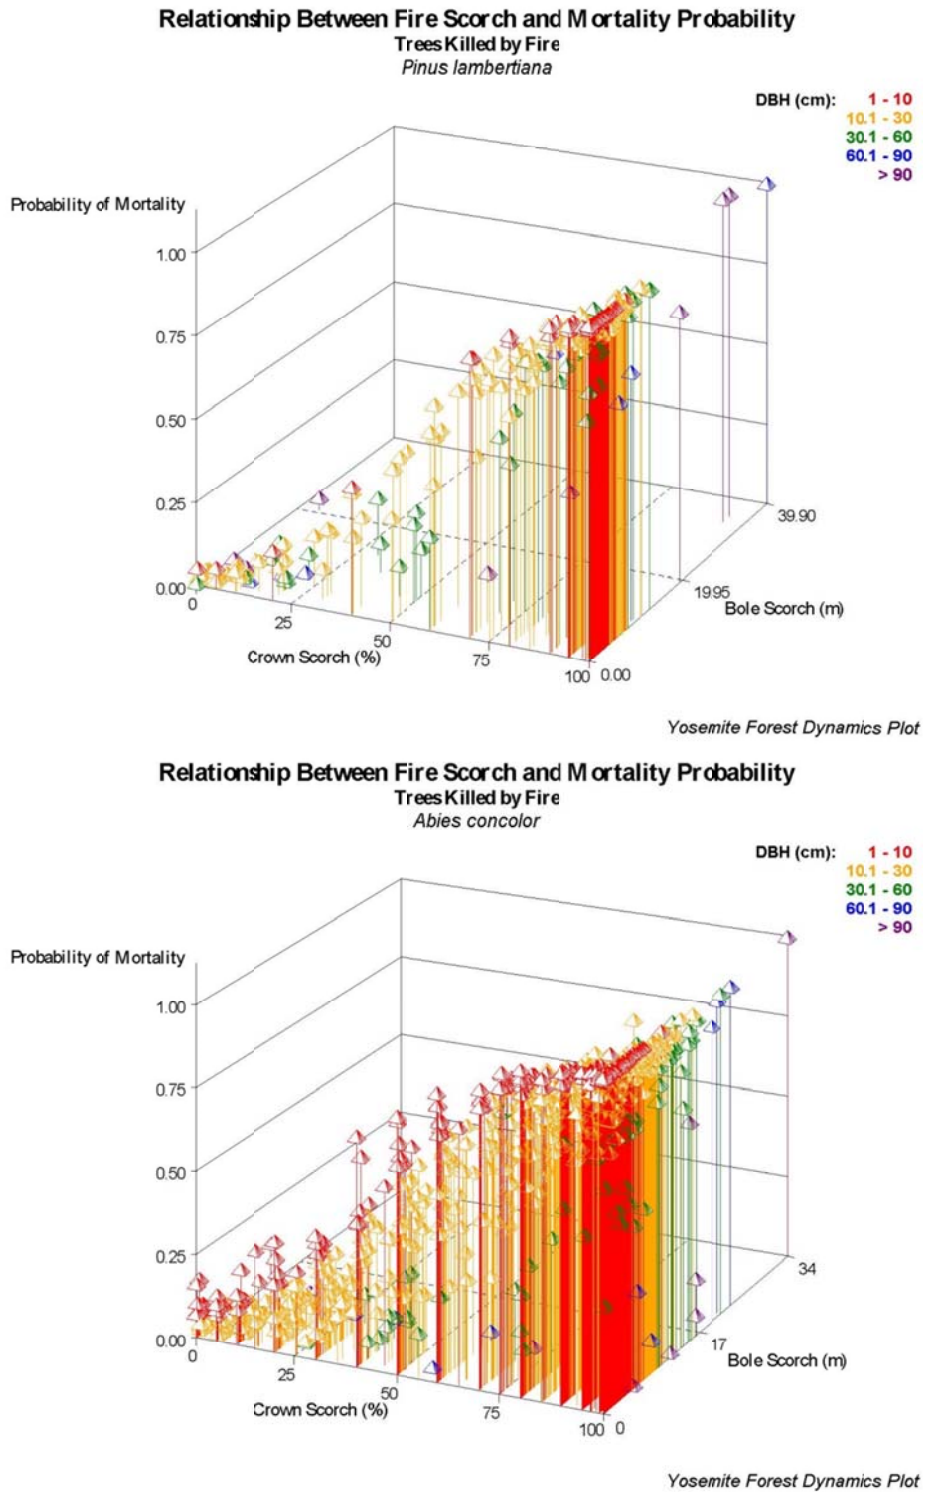 Relationship Between Fire Scorch and Mortality Probability
Trees Killed by Fire
Pinus lambertiana
DBH (cm): 1 - 10
10.1 - 30
30.1 - 60
60.1 - 90
> 90
Probability of Mortality
1.00
0.75
0.50
0.25
0.00
0
25
50
75
100
Crown Scorch (%)
0.00
1995
39.90
Bole Scorch (m)
Yosemite Forest Dynamics Plot
Relationship Between Fire Scorch and Mortality Probability
Trees Killed by Fire
Abies concolor
DBH (cm): 1 - 10
10.1 - 30
30.1 - 60
60.1 - 90
> 90
Probability of Mortality
1.00
0.75
0.50
0.25
0.00
0
25
50
75
100
Crown Scorch (%)
0
17
34
Bole Scorch (m)
Yosemite Forest Dynamics Plot